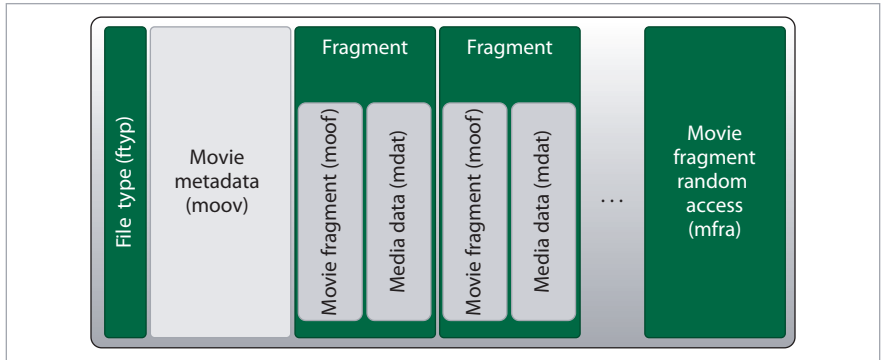 File type (ftyp)
Movie
metadata
(moov)
Fragment
Movie fragment (moof)
Media data (mdat)
Fragment
Movie fragment (moof)
Media data (mdat)
...
Movie
fragment
random
access
(mfra)